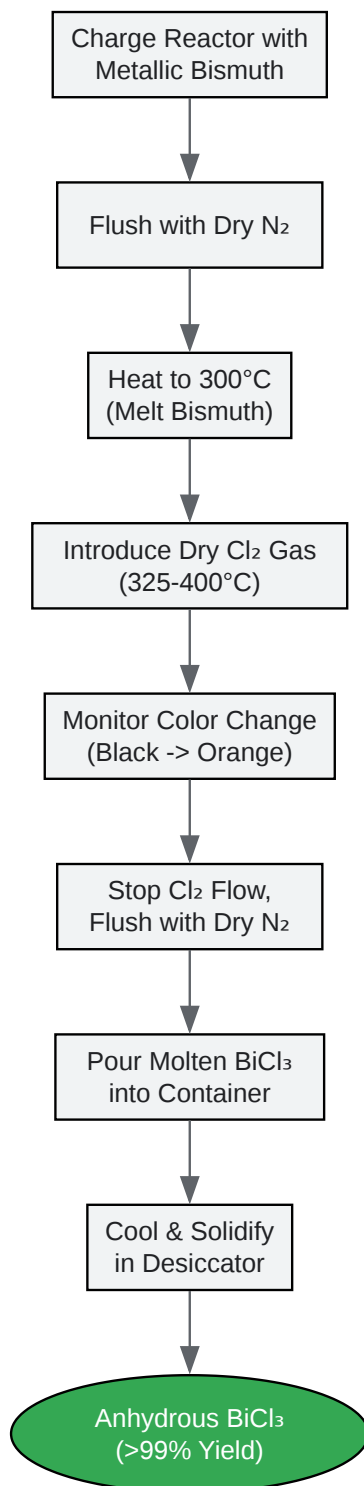 Charge Reactor with
Metallic Bismuth
Flush with Dry N₂
Heat to 300°C
(Melt Bismuth)
Introduce Dry Cl₂ Gas
(325-400°C)
Monitor Color Change
(Black -> Orange)
Stop Cl₂ Flow,
Flush with Dry N₂
Pour Molten BiCl₃
into Container
Cool & Solidify
in Desiccator
Anhydrous BiCl₃
(>99% Yield)